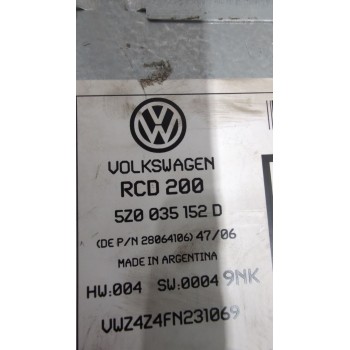 VOLKSWAGEN
RCD 200
5Z0 035 152 D
(DE P/N 28064106) 47/06
MADE IN ARGENTINA
HW:004 SW:0004 9NK
VWZ4Z4FN231069